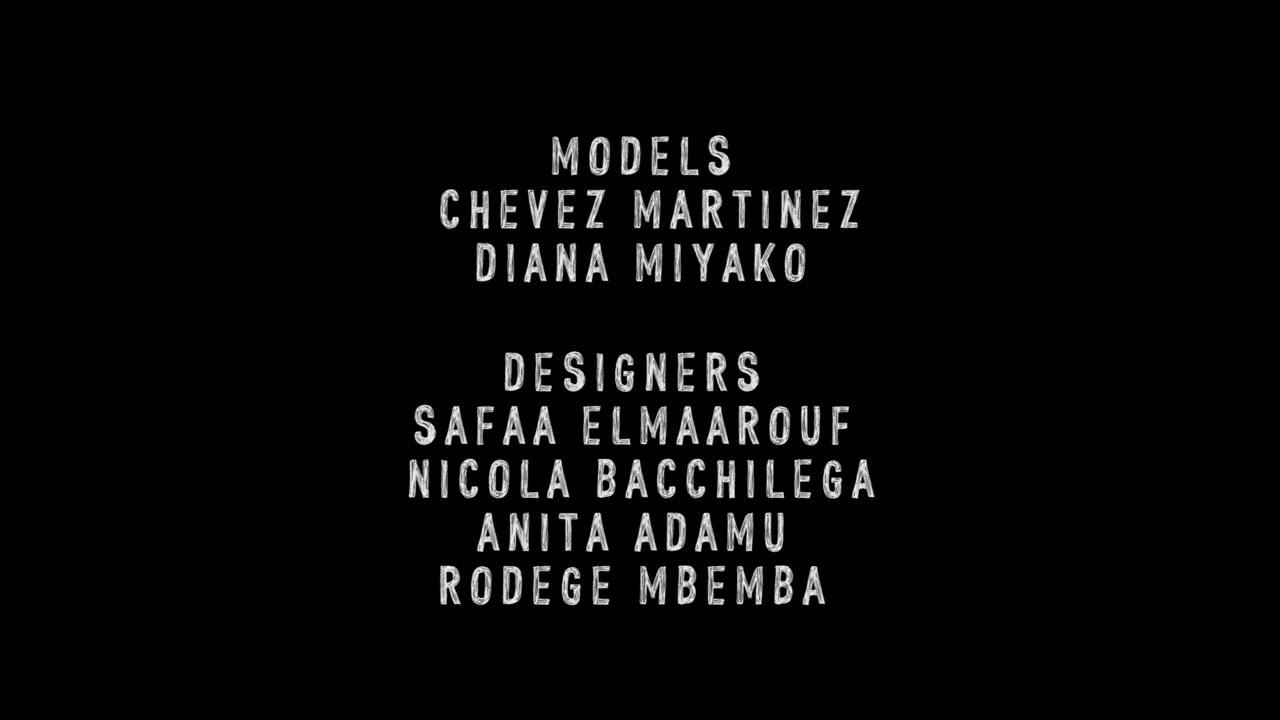 MODELS
CHEVEZ MARTINEZ
DIANA MIYAKO
DESIGNERS
SAFAA ELMAAROUF
NICOLA BACCHILEGA
ANITA ADAMU
RODEGE MBEMBA